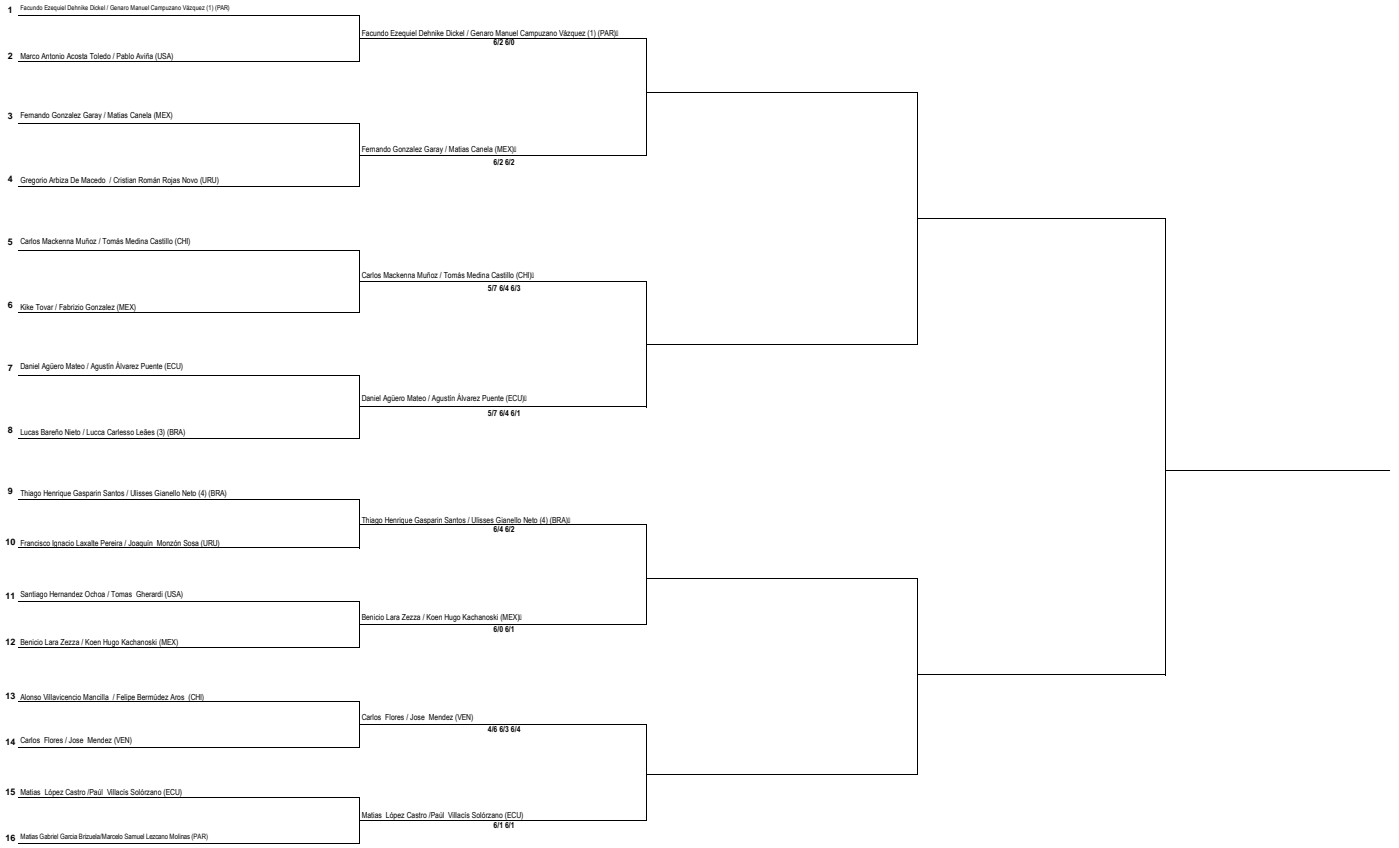 1 Facundo Ezequiel Dehnike Dickel / Genaro Manuel Campuzano Vázquez (1) (PAR)
Facundo Ezequiel Dehnike Dickel / Genaro Manuel Campuzano Vázquez (1) (PAR)
6/2 6/0
2 Marco Antonio Acosta Toledo / Pablo Aviña (USA)
3 Fernando Gonzalez Garay / Matias Canela (MEX)
Fernando Gonzalez Garay / Matias Canela (MEX)
6/2 6/2
4 Gregorio Arbiza De Macedo / Cristian Román Rojas Novo (URU)
5 Carlos Mackenna Muñoz / Tomás Medina Castillo (CHI)
Carlos Mackenna Muñoz / Tomás Medina Castillo (CHI)
5/7 6/4 6/3
6 Kike Tovar / Fabrizio Gonzalez (MEX)
7 Daniel Agüero Mateo / Agustín Álvarez Puente (ECU)
Daniel Agüero Mateo / Agustín Álvarez Puente (ECU)
5/7 6/4 6/1
8 Lucas Bareño Nieto / Lucca Carlesso Leães (3) (BRA)
9 Thiago Henrique Gasparin Santos / Ulisses Gianello Neto (4) (BRA)
Thiago Henrique Gasparin Santos / Ulisses Gianello Neto (4) (BRA)
6/4 6/2
10 Francisco Ignacio Laxalte Pereira / Joaquín Monzón Sosa (URU)
11 Santiago Hernandez Ochoa / Tomas Gherardi (USA)
Benicio Lara Zezza / Koen Hugo Kachanoski (MEX)
6/0 6/1
12 Benicio Lara Zezza / Koen Hugo Kachanoski (MEX)
13 Alonso Villavicencio Mancilla / Felipe Bermúdez Aros (CHI)
Carlos Flores / Jose Mendez (VEN)
4/6 6/3 6/4
14 Carlos Flores / Jose Mendez (VEN)
15 Matias López Castro /Paúl Villacís Solórzano (ECU)
Matias López Castro /Paúl Villacís Solórzano (ECU)
6/1 6/1
16 Matias Gabriel Garcia Brizuela/Marcelo Samuel Lezcano Molinas (PAR)